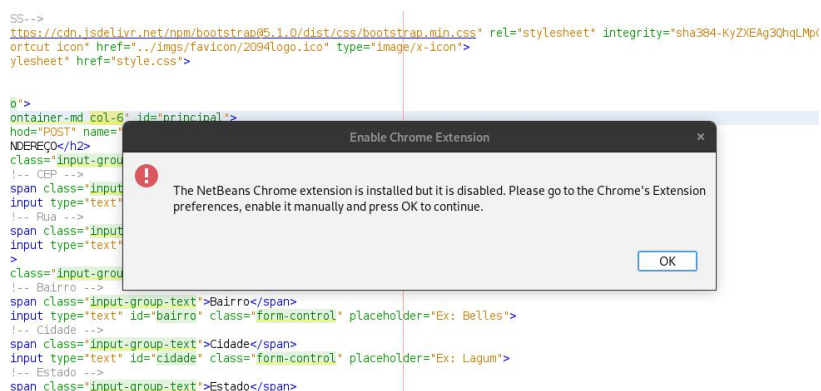 SS-->
ttps://cdn.jsdelivr.net/npm/bootstrap@5.1.0/dist/css/bootstrap.min.css" rel="stylesheet" integrity="sha384-KyZXEAg3QhqLMpG
ortcut icon" href="../imgs/favicon/2094logo.ico" type="image/x-icon">
ylesheet" href="style.css">
o">
ontainer-md col-6" id="principal">
hod="POST" name="
Enable Chrome Extension
×
NDEREÇO</h2>
class="input-grou
!-- CEP -->
span class="input
input type="text"
!-- Rua -->
span class="input
input type="text"
>
class="input-grou
The NetBeans Chrome extension is installed but it is disabled. Please go to the Chrome's Extension
preferences, enable it manually and press OK to continue.
OK
!-- Bairro -->
span class="input-group-text">Bairro</span>
input type="text" id="bairro" class="form-control" placeholder="Ex: Belles">
!-- Cidade -->
span class="input-group-text">Cidade</span>
input type="text" id="cidade" class="form-control" placeholder="Ex: Lagum">
!-- Estado -->
span class="input-group-text">Estado</span>